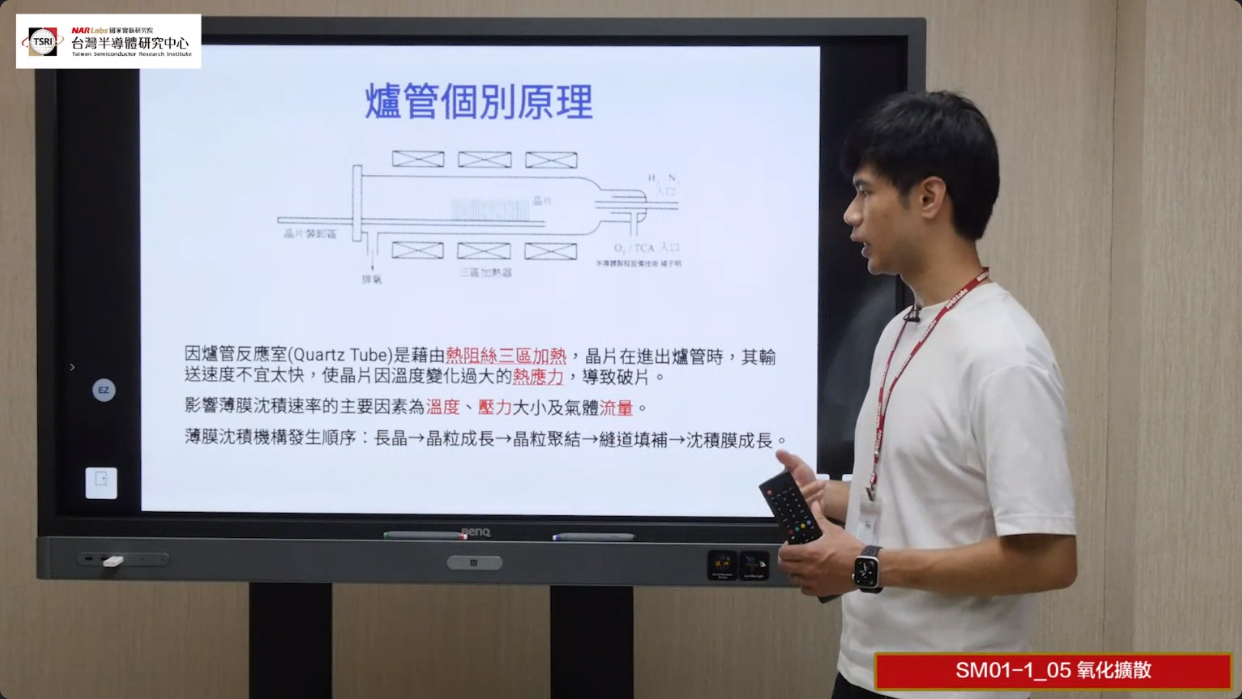 TSRI
NARLabs 國家實驗研究院
台灣半導體研究中心
Taiwan Semiconductor Research Institute
爐管個別原理
H₂ N₂
入口
晶片
晶片裝卸區
O₂ / TCA 入口
半導體製程設備技術 楊子明
三區加熱器
排氣
因爐管反應室(Quartz Tube)是藉由熱阻絲三區加熱，晶片在進出爐管時，其輸
送速度不宜太快，使晶片因溫度變化過大的熱應力，導致破片。
影響薄膜沈積速率的主要因素為溫度、壓力大小及氣體流量。
薄膜沈積機構發生順序：長晶→晶粒成長→晶粒聚結→縫道填補→沈積膜成長。
EZ
BenQ
NARLabs
SM01-1_05 氧化擴散